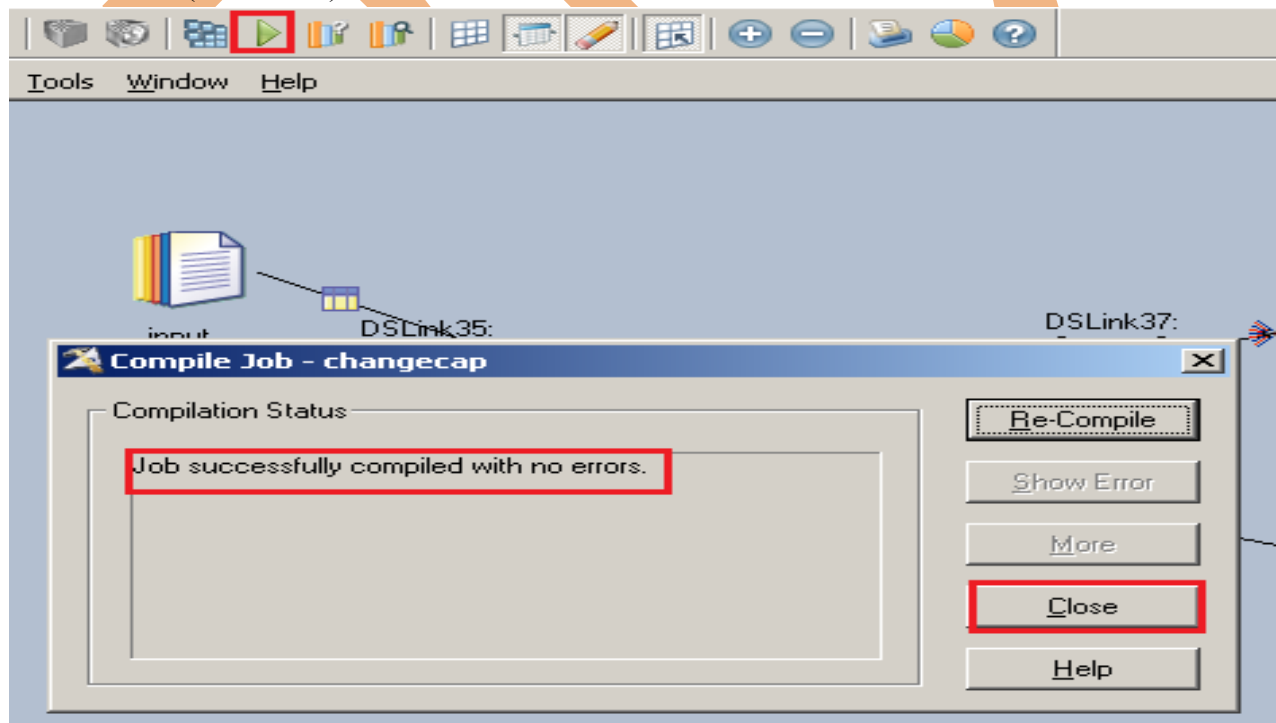 Tools Window Help
input
DSLink35:
DSLink37:
Compile Job - changecap
Compilation Status
Job successfully compiled with no errors.
Re-Compile
Show Error
More
Close
Help